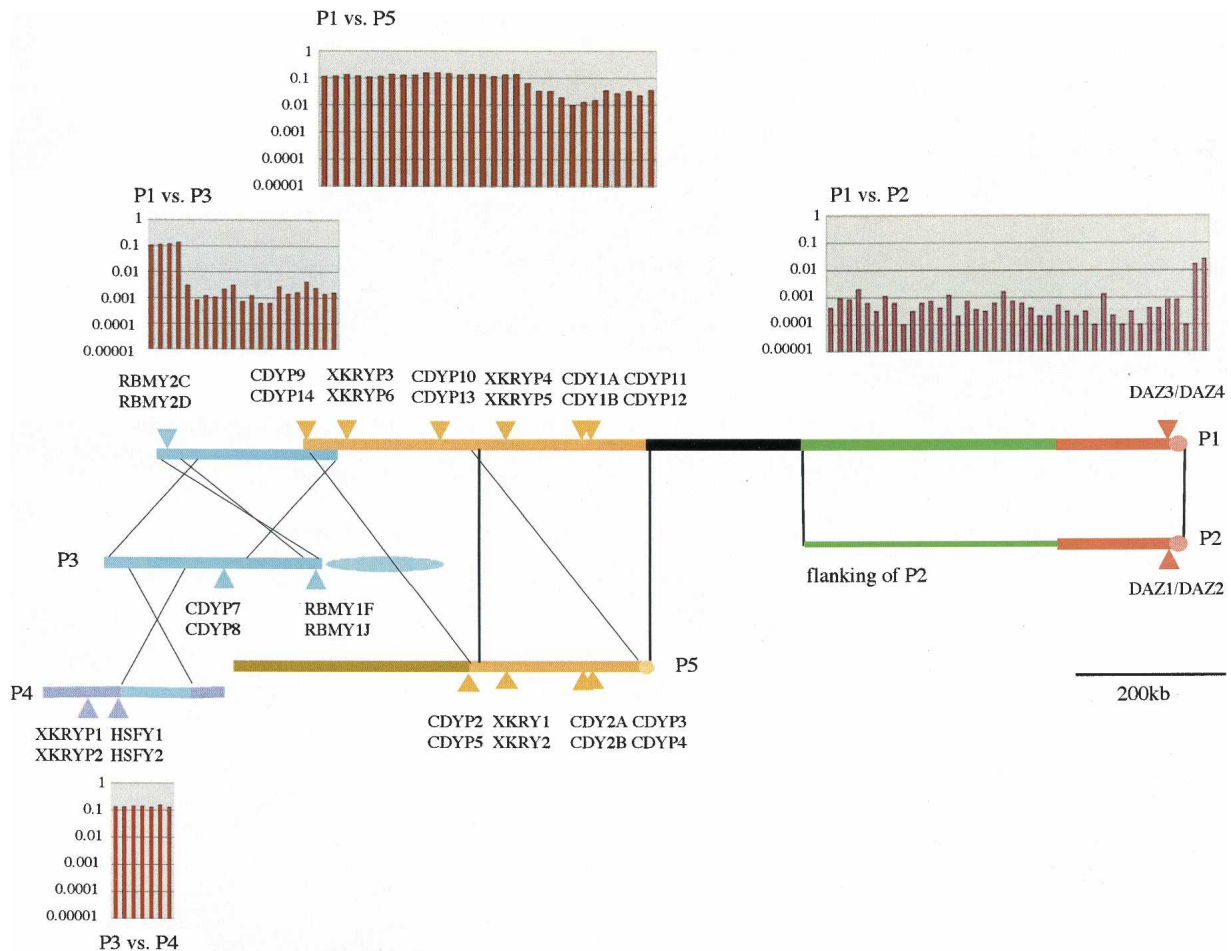 P1 vs. P5
1
0.1
0.01
0.001
0.0001
0.00001
P1 vs. P3
1
0.1
0.01
0.001
0.0001
0.00001
P1 vs. P2
1
0.1
0.01
0.001
0.0001
0.00001
RBMY2C
RBMY2D
CDYP9
CDYP14
XKRYP3
XKRYP6
CDYP10
CDYP13
XKRYP4
XKRYP5
CDY1A
CDY1B
CDYP11
CDYP12
DAZ3/DAZ4
P1
P3
CDYP7
CDYP8
RBMY1F
RBMY1J
P2
flanking of P2
DAZ1/DAZ2
P5
200kb
P4
XKRYP1
XKRYP2
HSFY1
HSFY2
CDYP2
CDYP5
XKRY1
XKRY2
CDY2A
CDY2B
CDYP3
CDYP4
1
0.1
0.01
0.001
0.0001
0.00001
P3 vs. P4